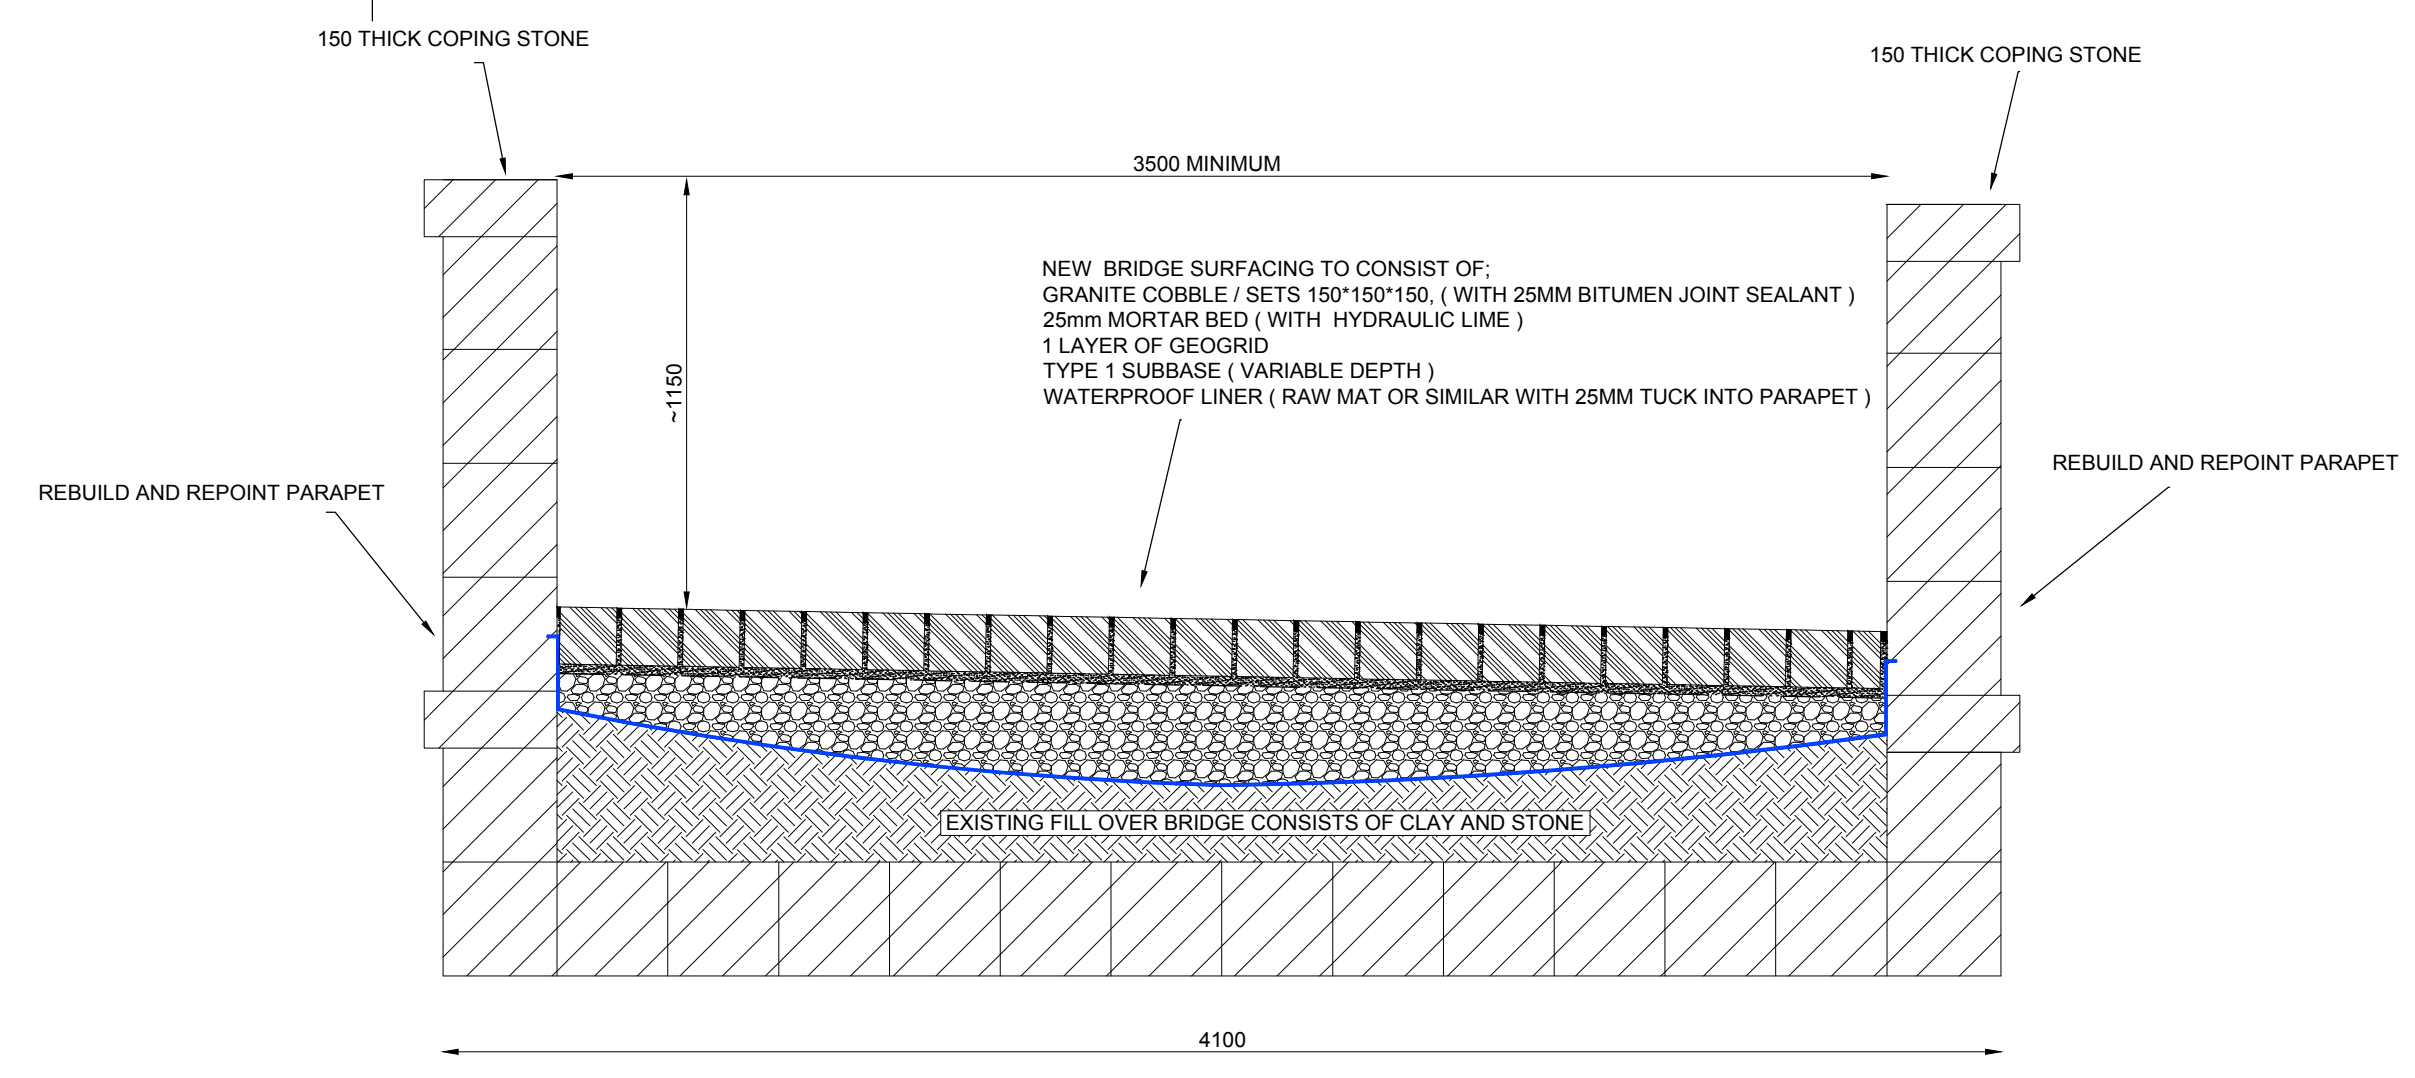 150 THICK COPING STONE
150 THICK COPING STONE
3500 MINIMUM
NEW BRIDGE SURFACING TO CONSIST OF;
GRANITE COBBLE / SETS 150*150*150, ( WITH 25MM BITUMEN JOINT SEALANT )
25mm MORTAR BED ( WITH HYDRAULIC LIME )
1 LAYER OF GEOGRID
TYPE 1 SUBBASE ( VARIABLE DEPTH )
WATERPROOF LINER ( RAW MAT OR SIMILAR WITH 25MM TUCK INTO PARAPET )
~1150
REBUILD AND REPOINT PARAPET
REBUILD AND REPOINT PARAPET
EXISTING FILL OVER BRIDGE CONSISTS OF CLAY AND STONE
4100